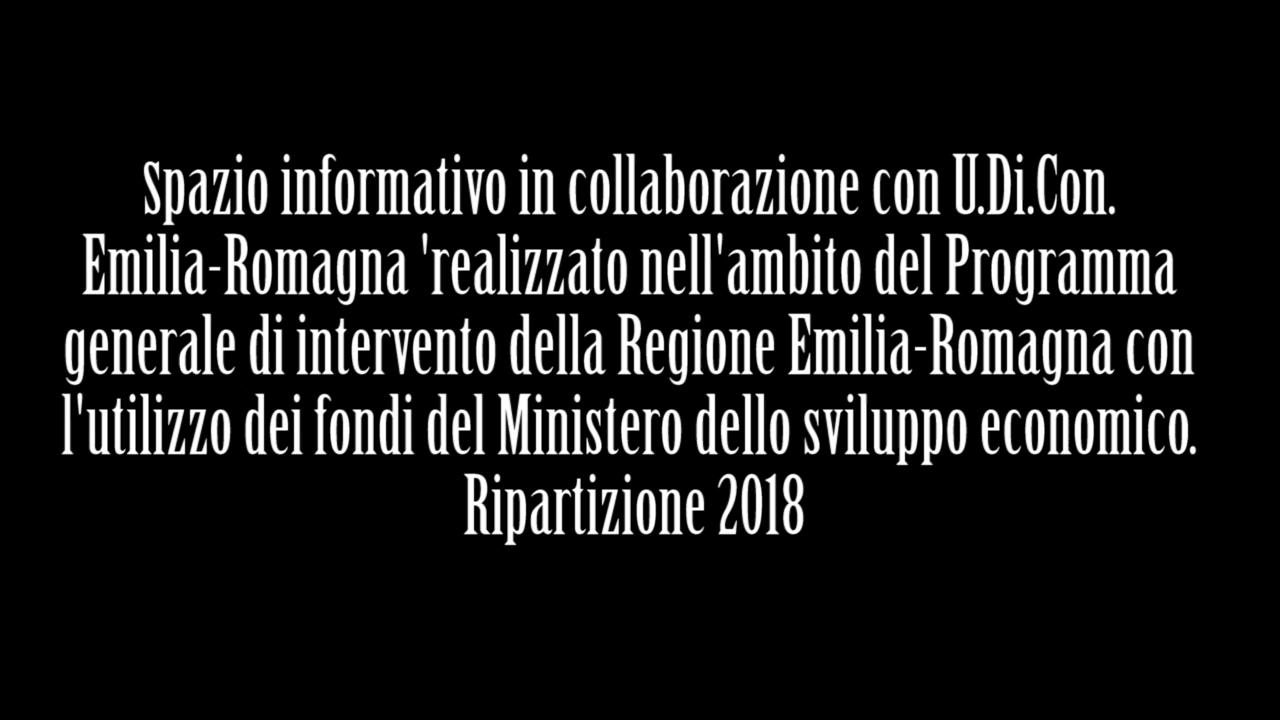 Spazio informativo in collaborazione con U.Di.Con.
Emilia-Romagna 'realizzato nell'ambito del Programma
generale di intervento della Regione Emilia-Romagna con
l'utilizzo dei fondi del Ministero dello sviluppo economico.
Ripartizione 2018